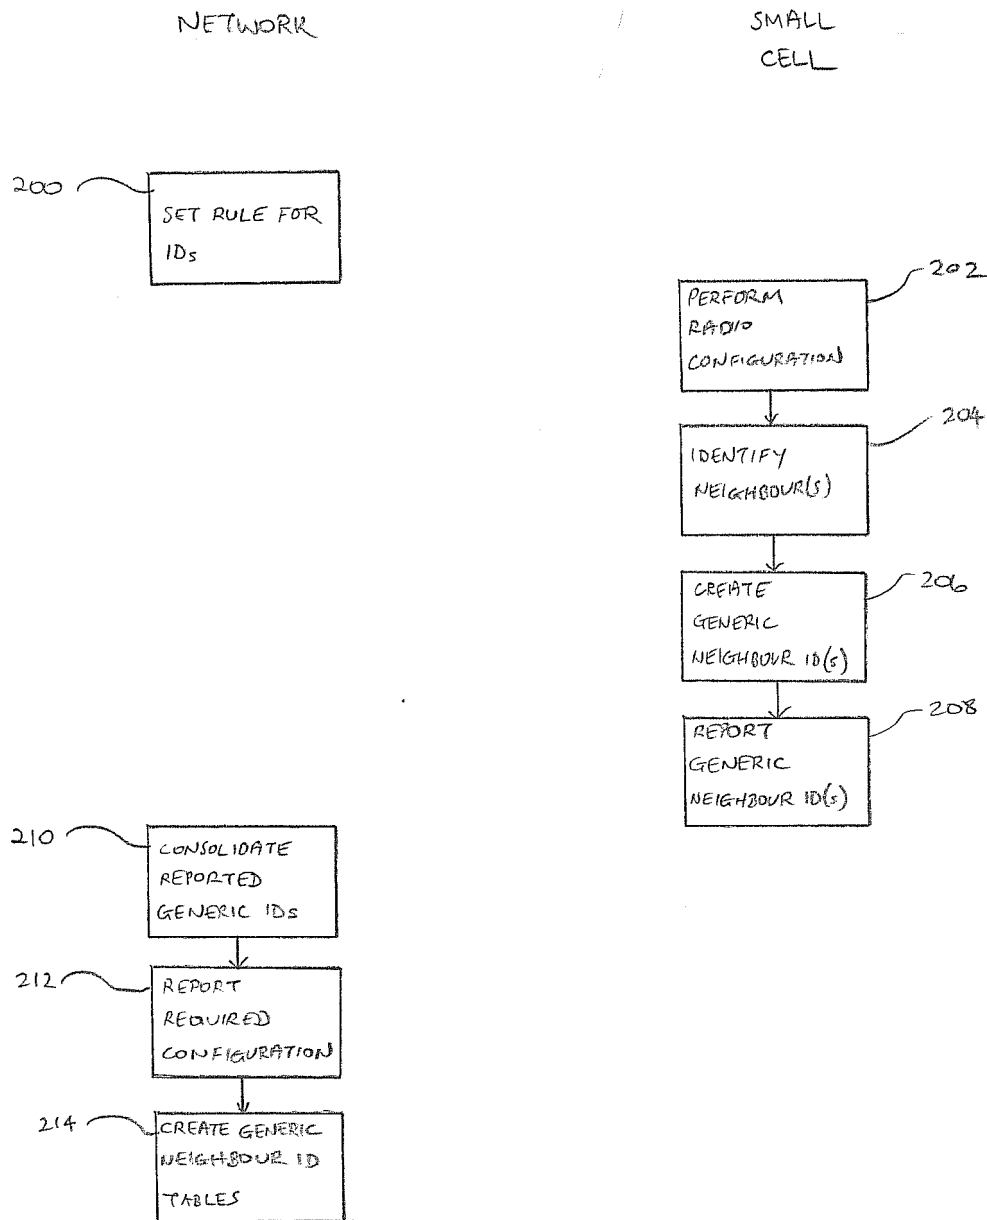 NETWORK
SMALL
CELL
200
SET RULE FOR
IDs
202
PERFORM
RADIO
CONFIGURATION
204
IDENTIFY
NEIGHBOUR(S)
206
CREATE
GENERIC
NEIGHBOUR ID(s)
208
REPORT
GENERIC
NEIGHBOUR ID(s)
210
CONSOLIDATE
REPORTED
GENERIC IDs
212
REPORT
REQUIRED
CONFIGURATION
214
CREATE GENERIC
NEIGHBOUR ID
TABLES